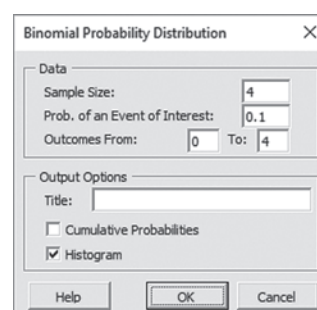 Binomial Probability Distribution
Data
Sample Size: 4
Prob. of an Event of Interest: 0.1
Outcomes From: 0 To: 4
Output Options
Title:
Cumulative Probabilities
Histogram
Help OK Cancel